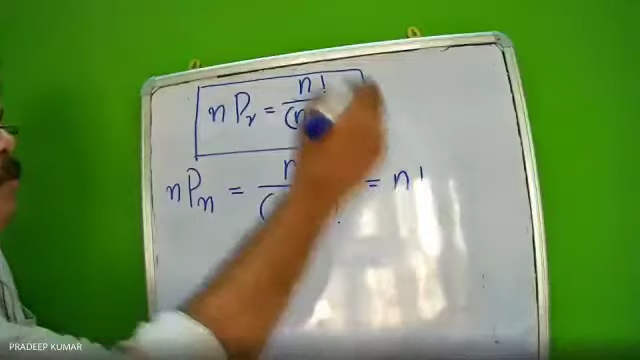 nPr = n!
(n
nPn = n = n!
(
PRADEEP KUMAR